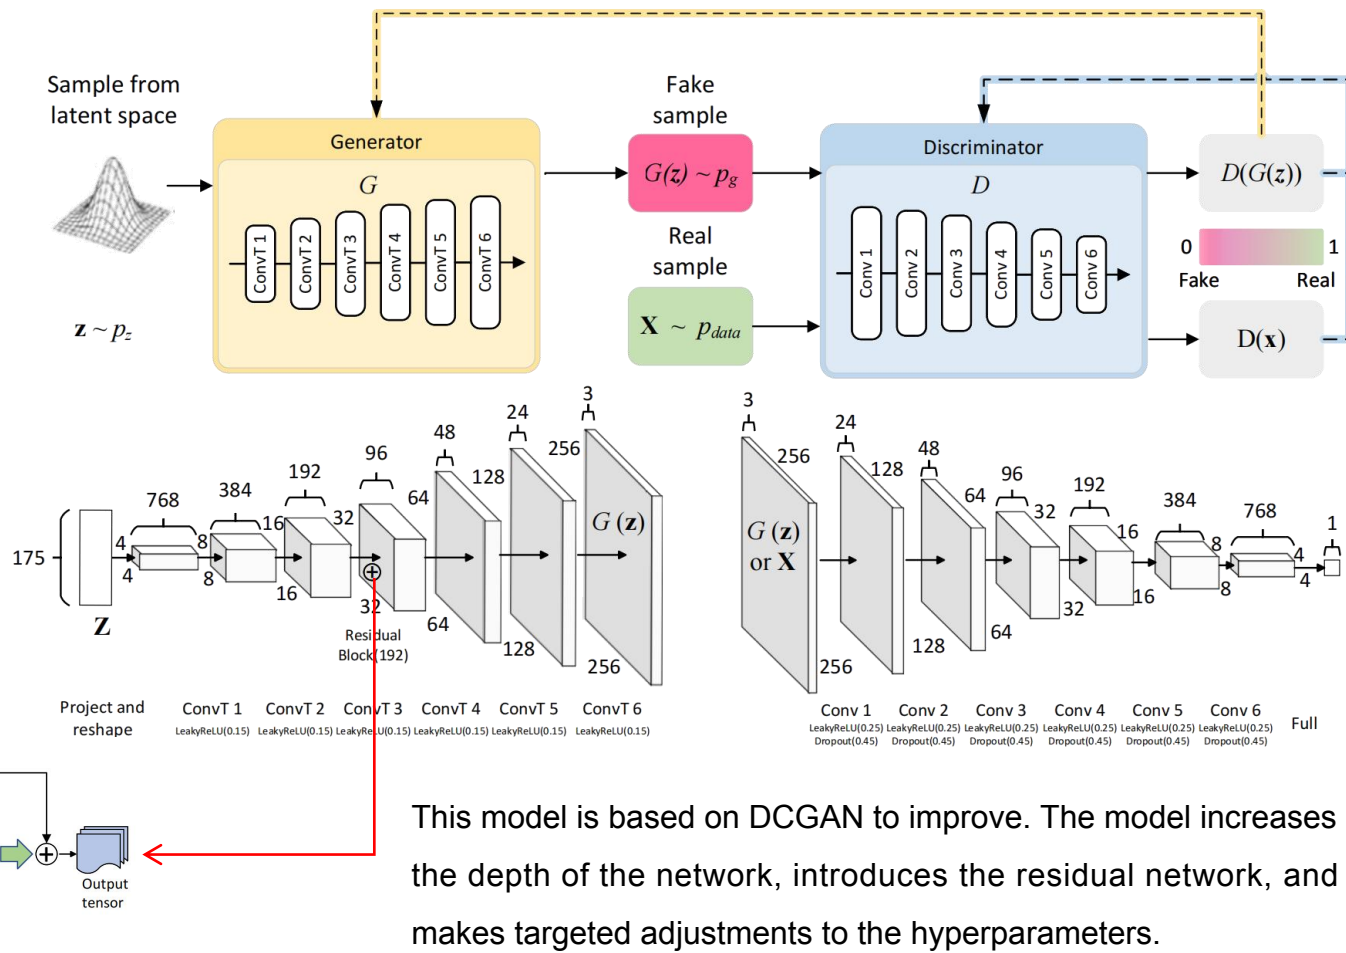 Sample from
latent space
z ~ p_z
Generator
G
ConvT 1
ConvT 2
ConvT 3
ConvT 4
ConvT 5
ConvT 6
Fake
sample
G(z) ~ p_g
Real
sample
X ~ p_data
Discriminator
D
Conv 1
Conv 2
Conv 3
Conv 4
Conv 5
Conv 6
D(G(z))
0 1
Fake Real
D(x)
175
Z
4
4
768
8
8
384
16
16
192
32
32
96
Residual
Block(192)
64
64
48
128
128
24
256
256
3
G (z)
3
256
256
G (z)
or X
24
128
128
48
64
64
96
32
32
192
16
16
384
8
8
768
4
4
1
Project and
reshape
ConvT 1
LeakyReLU(0.15)
ConvT 2
LeakyReLU(0.15)
ConvT 3
LeakyReLU(0.15)
ConvT 4
LeakyReLU(0.15)
ConvT 5
LeakyReLU(0.15)
ConvT 6
LeakyReLU(0.15)
Conv 1
LeakyReLU(0.25)
Dropout(0.45)
Conv 2
LeakyReLU(0.25)
Dropout(0.45)
Conv 3
LeakyReLU(0.25)
Dropout(0.45)
Conv 4
LeakyReLU(0.25)
Dropout(0.45)
Conv 5
LeakyReLU(0.25)
Dropout(0.45)
Conv 6
LeakyReLU(0.25)
Dropout(0.45)
Full
Output
tensor
This model is based on DCGAN to improve. The model increases
the depth of the network, introduces the residual network, and
makes targeted adjustments to the hyperparameters.